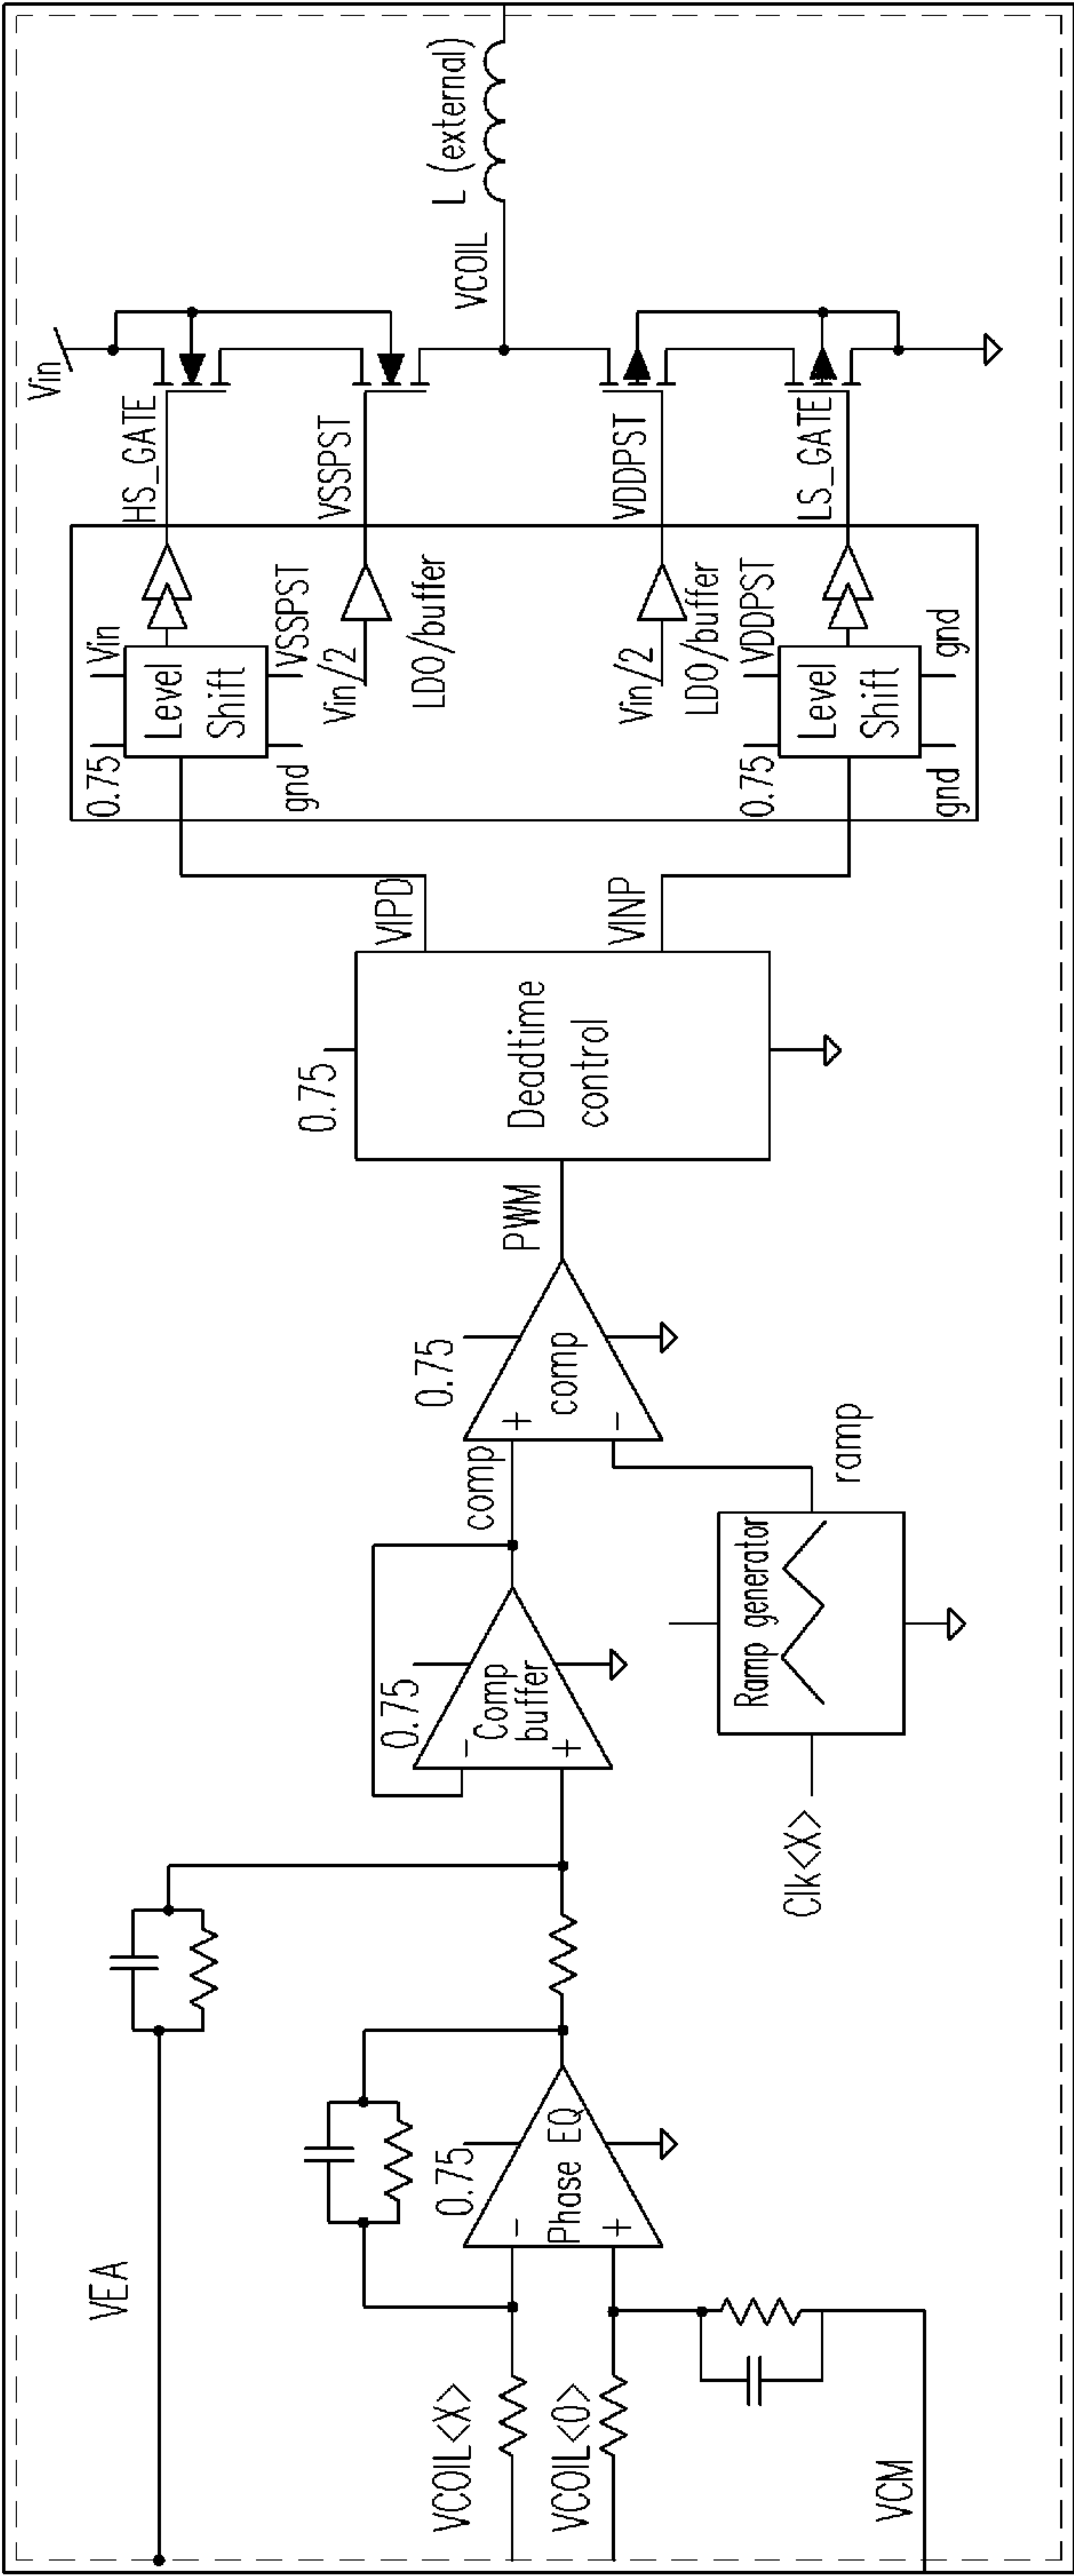 VEA
VCOIL<X>
VCOIL<0>
VCM
0.75
Phase EQ
-
+
0.75
Comp
buffer
-
+
Clk<X>
Ramp generator
ramp
comp
0.75
comp
+
-
PWM
0.75
Deadtime
control
VIPD
VINP
0.75
Vin
Level
Shift
gnd
VSSPST
Vin/2
LDO/buffer
Vin/2
LDO/buffer
0.75
VDDPST
Level
Shift
gnd
gnd
HS_GATE
VSSPST
VDDPST
LS_GATE
Vin
VCOIL
L (external)